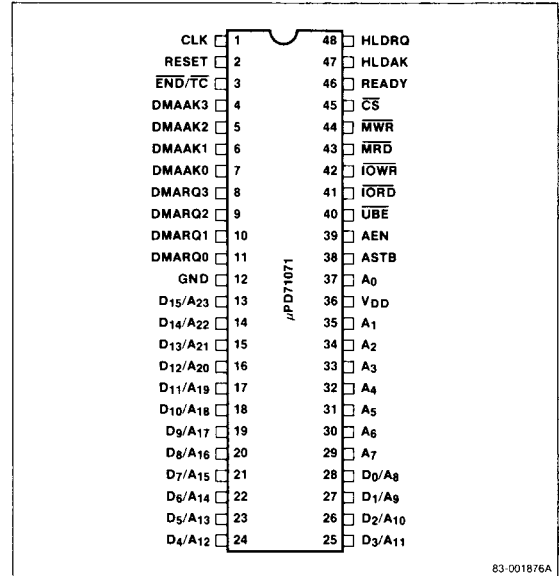 CLK 1 48 HLDRQ
RESET 2 47 HLDAK
END/TC 3 46 READY
DMAAK3 4 45 CS
DMAAK2 5 44 MWR
DMAAK1 6 43 MRD
DMAAK0 7 42 IOWR
DMARQ3 8 41 IORD
DMARQ2 9 40 UBE
DMARQ1 10 39 AEN
DMARQ0 11 38 ASTB
GND 12 37 A0
D15/A23 13 36 VDD
D14/A22 14 35 A1
D13/A21 15 34 A2
D12/A20 16 33 A3
D11/A19 17 32 A4
D10/A18 18 31 A5
D9/A17 19 30 A6
D8/A16 20 29 A7
D7/A15 21 28 D0/A8
D6/A14 22 27 D1/A9
D5/A13 23 26 D2/A10
D4/A12 24 25 D3/A11
μPD71071
83-001876A